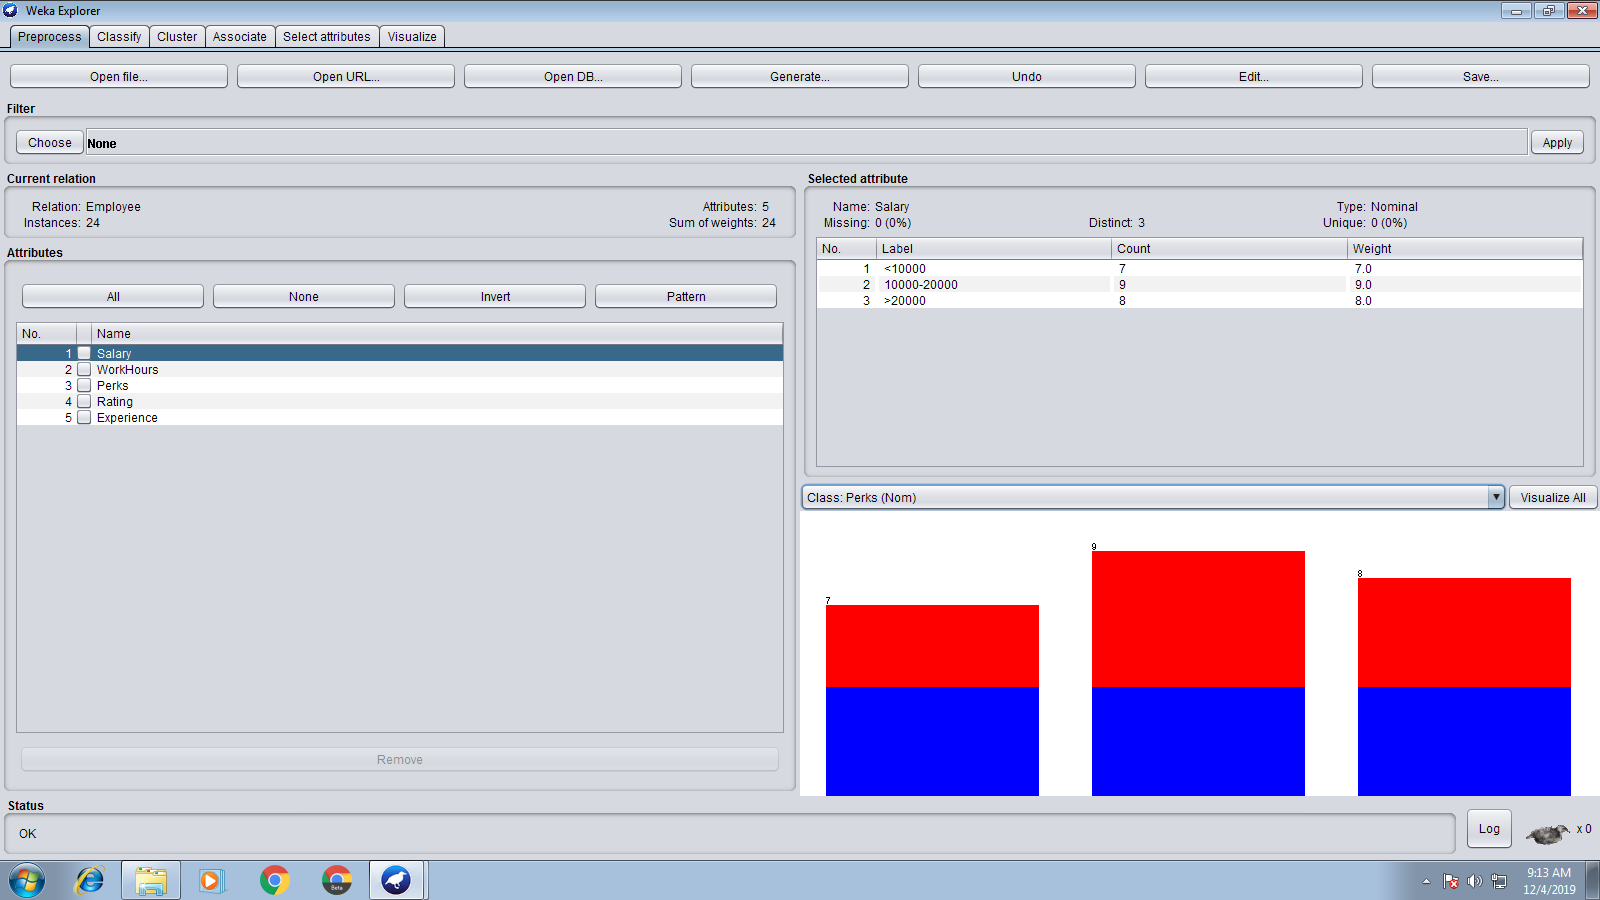 Weka Explorer
Preprocess Classify Cluster Associate Select attributes Visualize
Open file... Open URL... Open DB... Generate... Undo Edit... Save...
Filter
Choose None Apply
Current relation
Relation: Employee Attributes: 5
Instances: 24 Sum of weights: 24
Attributes
All None Invert Pattern
No. Name
1 Salary
2 WorkHours
3 Perks
4 Rating
5 Experience
Remove
Selected attribute
Name: Salary Type: Nominal
Missing: 0 (0%) Distinct: 3 Unique: 0 (0%)
No. Label Count Weight
1 <10000 7 7.0
2 10000-20000 9 9.0
3 >20000 8 8.0
Class: Perks (Nom) Visualize All
7 9 8
Status
OK
Log x 0
Beta
9:13 AM
12/4/2019